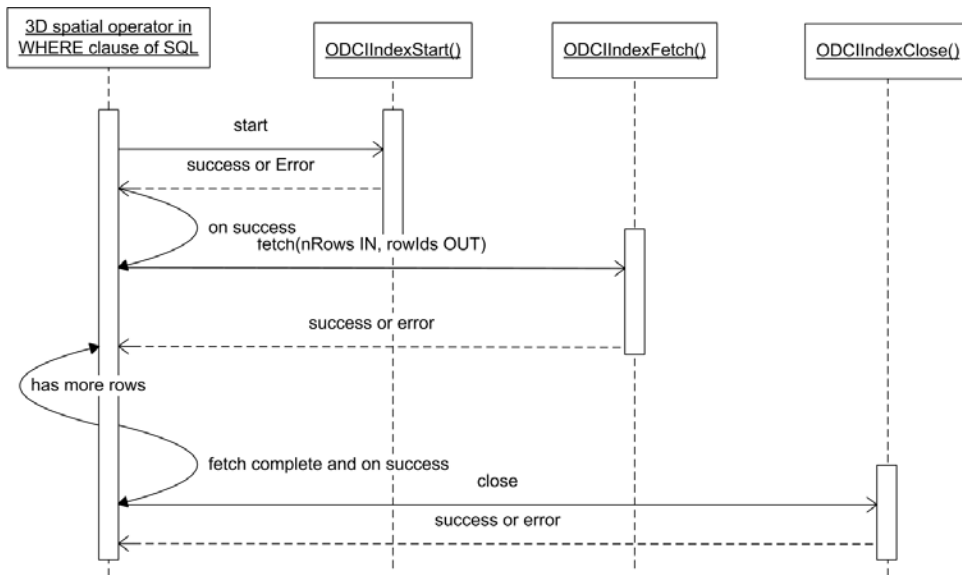 3D spatial operator in
WHERE clause of SQL
ODCIIndexStart()
ODCIIndexFetch()
ODCIIndexClose()
start
success or Error
on success
fetch(nRows IN, rowIds OUT)
success or error
has more rows
fetch complete and on success
close
success or error